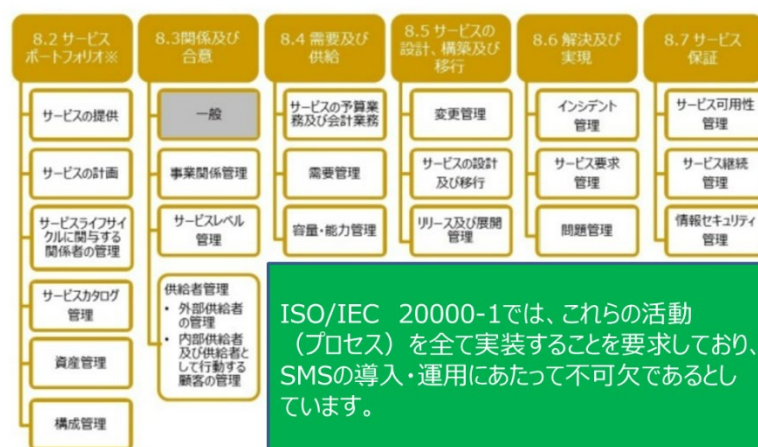 8.2 サービス
ポートフォリオ※
サービスの提供
サービスの計画
サービスライフサイ
クルに関与する
関係者の管理
サービスカタログ
管理
資産管理
構成管理
8.3関係及び
合意
一般
事業関係管理
サービスレベル
管理
供給者管理
• 外部供給者
の管理
• 内部供給者
及び供給者と
して行動する
顧客の管理
8.4 需要及び
供給
サービスの予算業
務及び会計業務
需要管理
容量・能力管理
8.5 サービスの
設計、構築及び
移行
変更管理
サービスの設計
及び移行
リリース及び展開
管理
8.6 解決及び
実現
インシデント
管理
サービス要求
管理
問題管理
8.7 サービス
保証
サービス可用性
管理
サービス継続
管理
情報セキュリティ
管理
ISO/IEC 20000-1では、これらの活動
（プロセス）を全て実装することを要求しており、
SMSの導入・運用にあたって不可欠であるとし
ています。